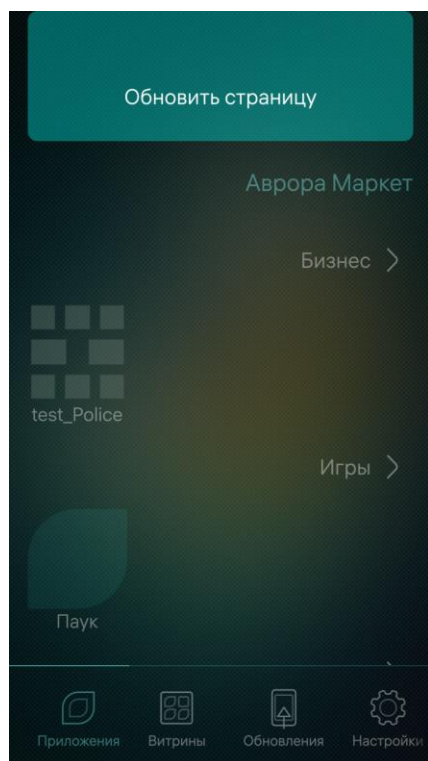 Обновить страницу
Аврора Маркет
Бизнес
test_Police
Игры
Паук
Приложения
Витрины
Обновления
Настройки